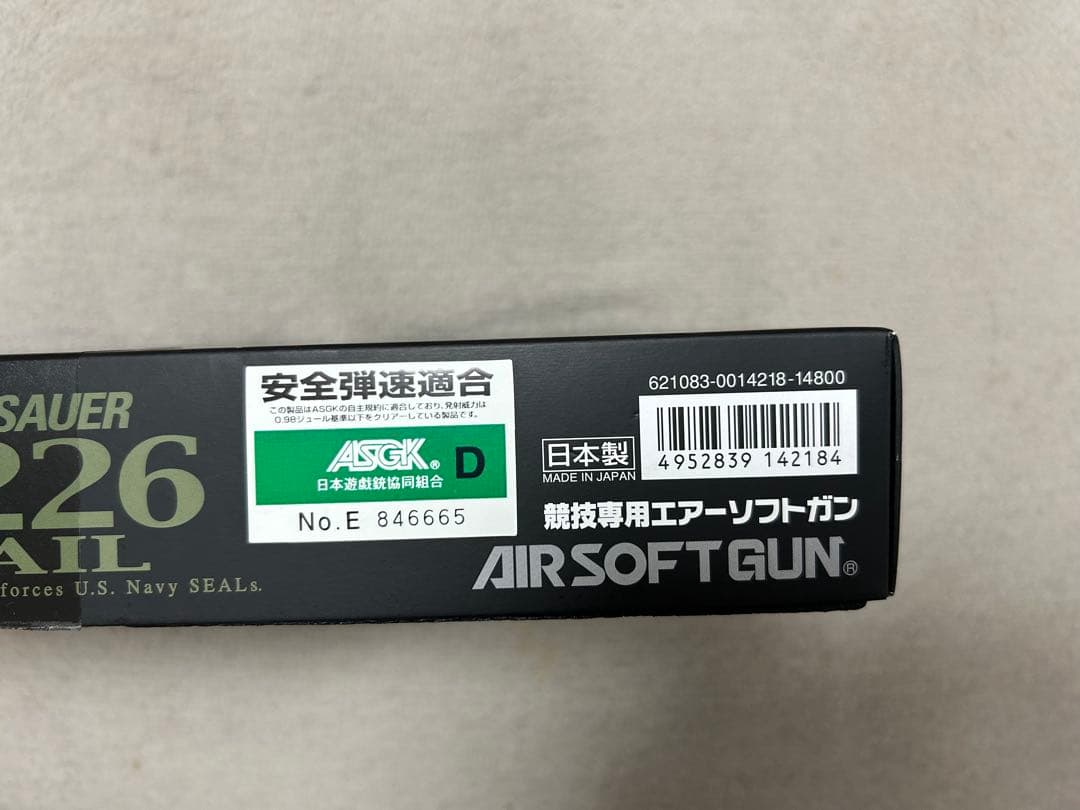 SAUER
226
AIL
forces U.S. Navy SEALs.
安全弾速適合
この製品はASGKの自主規約に適合しており、発射威力は
0.98ジュール基準以下をクリアーしている製品です。
ASGK® D
日本遊戯銃協同組合
No.E 846665
621083-0014218-14800
4952839 142184
日本製
MADE IN JAPAN
競技専用エアーソフトガン
AIRSOFT GUN®